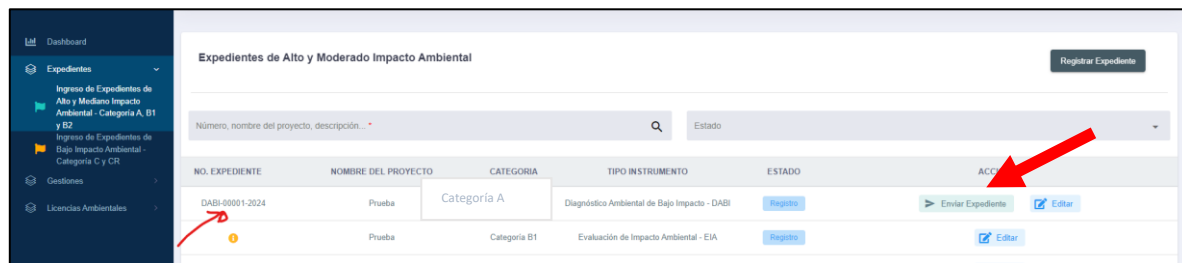 Dashboard
Expedientes
Ingreso de Expedientes de
Alto y Mediano Impacto
Ambiental - Categoría A, B1
y B2
Ingreso de Expedientes de
Bajo Impacto Ambiental -
Categoría C y CR
Gestiones
Licencias Ambientales
Expedientes de Alto y Moderado Impacto Ambiental
Registrar Expediente
Número, nombre del proyecto, descripción... *
Estado
NO. EXPEDIENTE NOMBRE DEL PROYECTO CATEGORIA TIPO INSTRUMENTO ESTADO
DABI-00001-2024 Prueba Categoría A Diagnóstico Ambiental de Bajo Impacto - DABI Registro Enviar Expediente Editar
Prueba Categoría B1 Evaluación de Impacto Ambiental - EIA Registro Editar